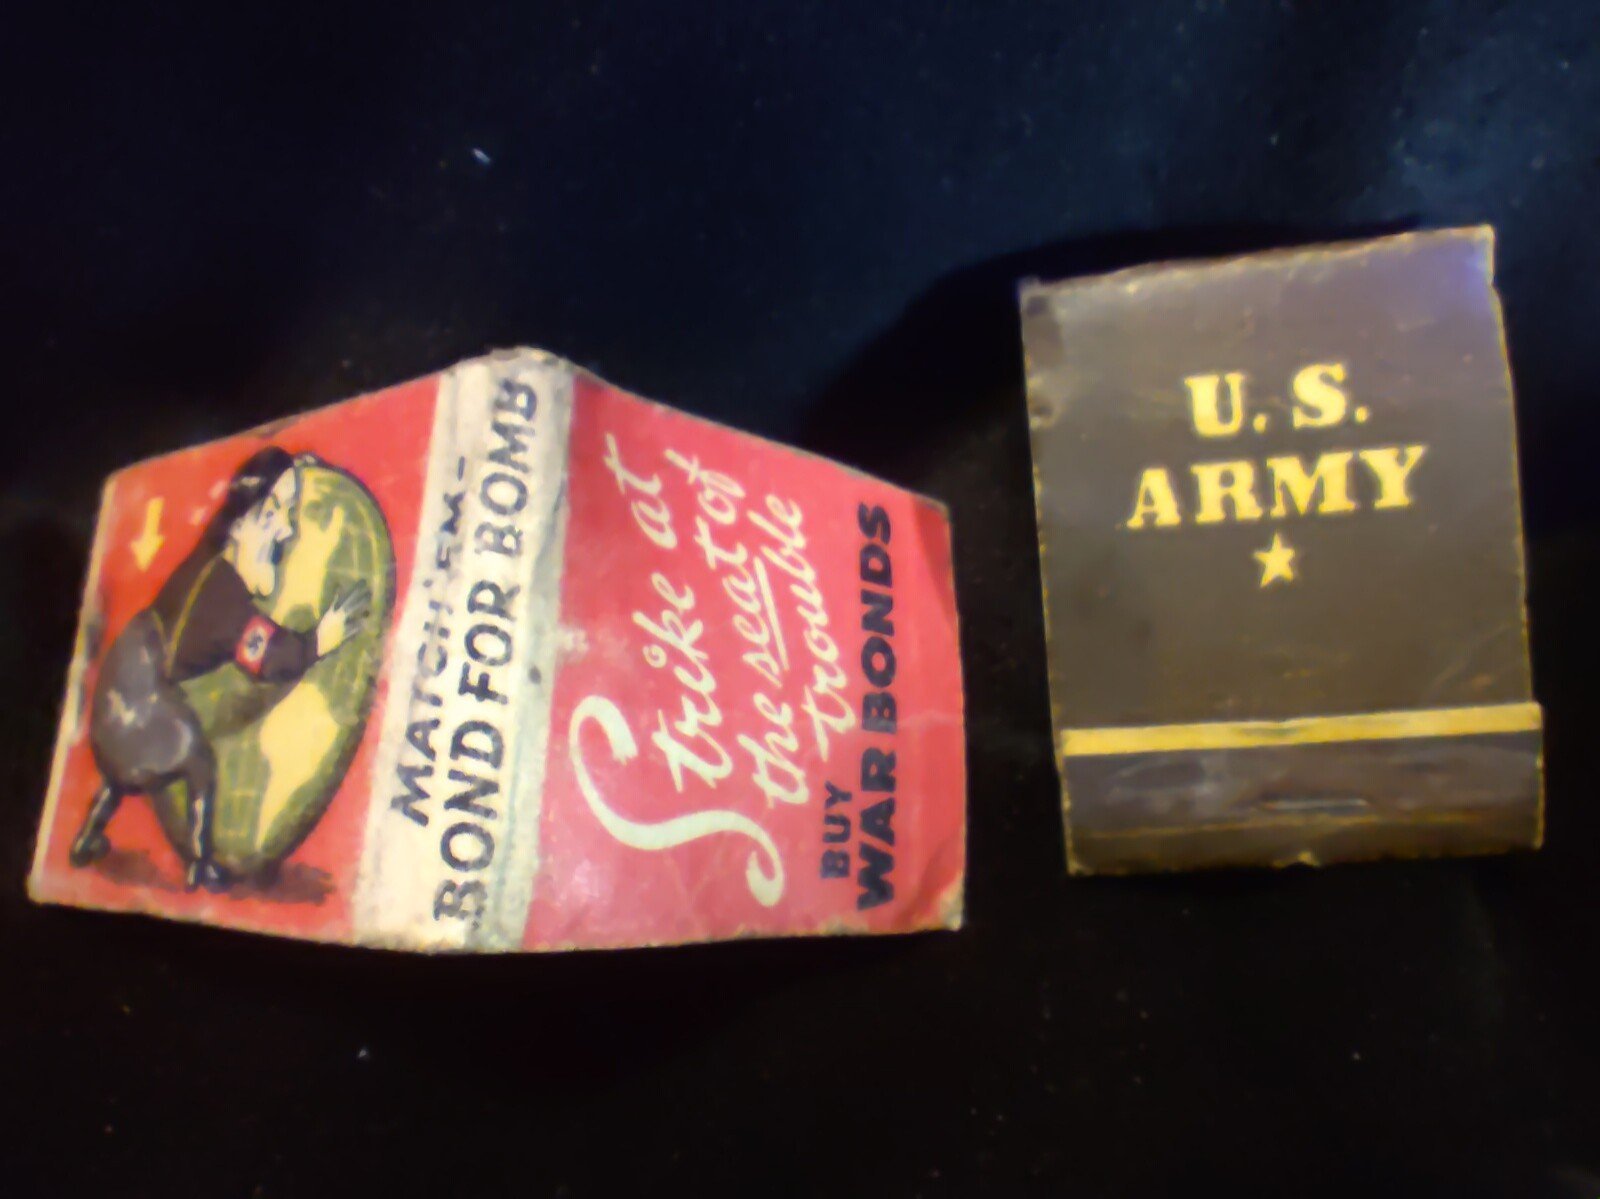 MATCH'EM-
BOND FOR BOMB
Strike at
the seat of
trouble
BUY
WAR BONDS
U. S.
ARMY